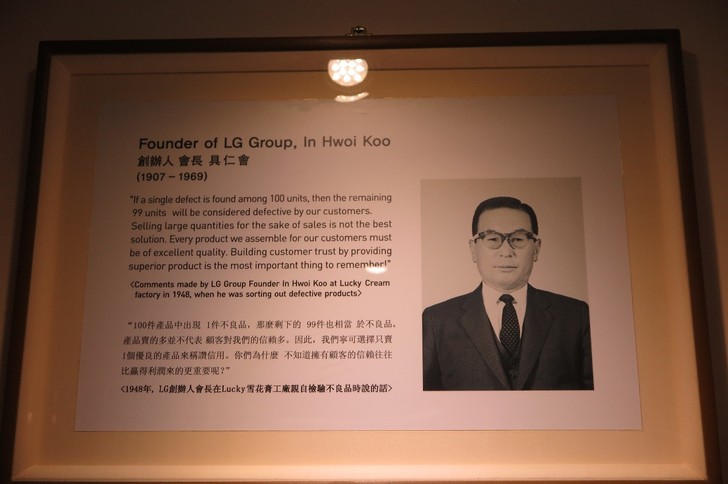 Founder of LG Group, In Hwoi Koo
創辦人 會長 具仁會
(1907 – 1969)
"If a single defect is found among 100 units, then the remaining
99 units will be considered defective by our customers.
Selling large quantities for the sake of sales is not the best
solution. Every product we assemble for our customers must
be of excellent quality. Building customer trust by providing
superior product is the most important thing to remember!"
<Comments made by LG Group Founder In Hwoi Koo at Lucky Cream
factory in 1948, when he was sorting out defective products>
“100件產品中出現 1件不良品，那麼剩下的 99件也相當 於不良品。
產品賣的多並不代表 顧客對我們的信賴多。因此，我們寧可選擇只賣
1個優良的產品來稱讚信用。你們為什麼 不知道擁有顧客的信賴往往
比贏得利潤來的更重要呢？”
<1948年, LG創辦人會長在Lucky雪花膏工廠親自檢驗不良品時說的話>